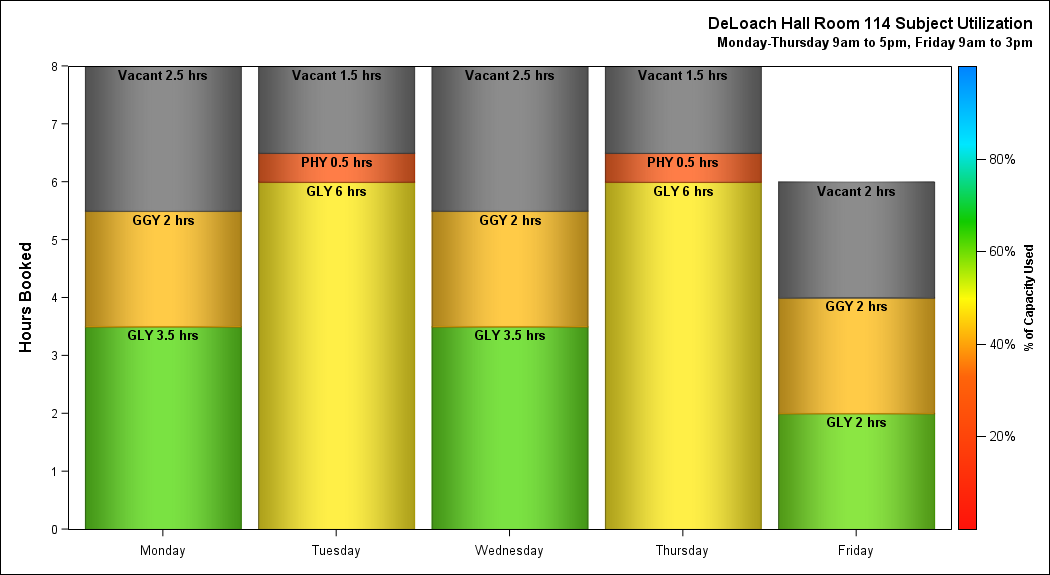 DeLoach Hall Room 114 Subject Utilization
Monday-Thursday 9am to 5pm, Friday 9am to 3pm
Hours Booked
8
7
6
5
4
3
2
1
0
Vacant 2.5 hrs
GGY 2 hrs
GLY 3.5 hrs
Vacant 1.5 hrs
PHY 0.5 hrs
GLY 6 hrs
Vacant 2.5 hrs
GGY 2 hrs
GLY 3.5 hrs
Vacant 1.5 hrs
PHY 0.5 hrs
GLY 6 hrs
Vacant 2 hrs
GGY 2 hrs
GLY 2 hrs
Monday
Tuesday
Wednesday
Thursday
Friday
80%
60%
40%
20%
% of Capacity Used